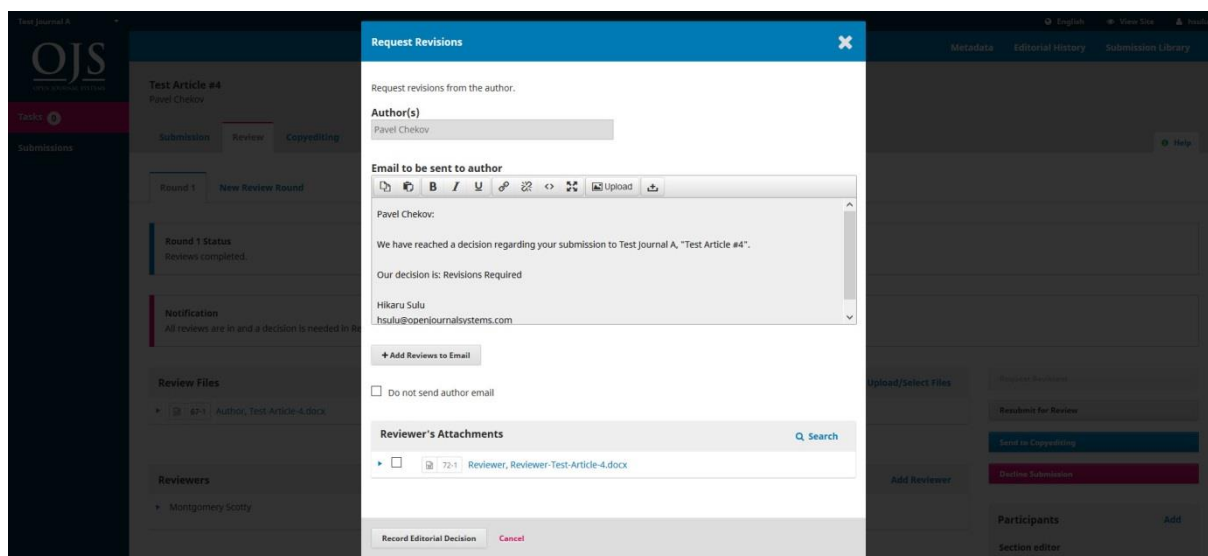 Test Journal A
English
View Site
OJS
OPEN JOURNAL SYSTEMS
Tasks 0
Submissions
Metadata
Editorial History
Submission Library
Test Article #4
Pavel Chekov
Submission
Review
Copyediting
Help
Round 1
New Review Round
Round 1 Status
Reviews completed.
Notification
All reviews are in and a decision is needed in
Review Files
Upload/Select Files
67-1 Author, Test-Article-4.docx
Reviewers
Add Reviewer
Montgomery Scotty
Request Revisions
Request revisions from the author.
Author(s)
Pavel Chekov
Email to be sent to author
B I U Upload
Pavel Chekov:
We have reached a decision regarding your submission to Test Journal A, "Test Article #4".
Our decision is: Revisions Required
Hikaru Sulu
hsulu@openjournalsystems.com
+ Add Reviews to Email
Do not send author email
Reviewer's Attachments
Search
72-1 Reviewer, Reviewer-Test-Article-4.docx
Record Editorial Decision
Cancel
Request Revisions
Resubmit for Review
Send to Copyediting
Decline Submission
Participants
Add
Section editor